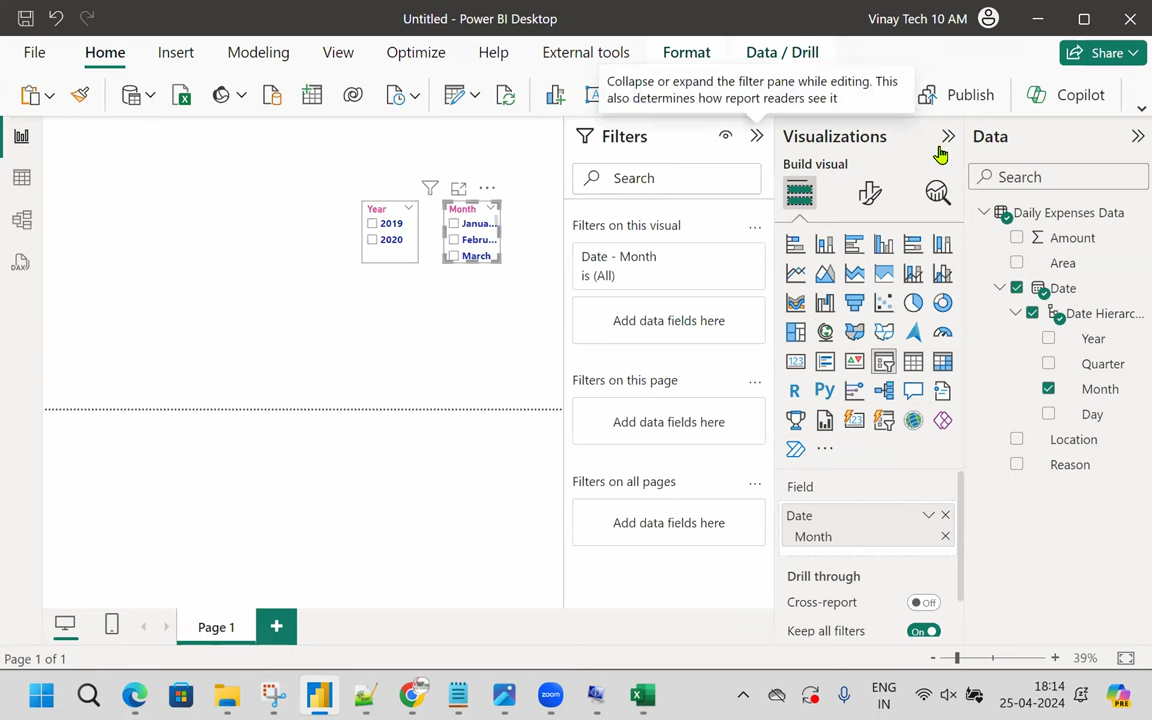 Untitled - Power BI Desktop
Vinay Tech 10 AM
File
Home
Insert
Modeling
View
Optimize
Help
External tools
Format
Data / Drill
Share
Collapse or expand the filter pane while editing. This
also determines how report readers see it
Publish
Copilot
Filters
Search
Filters on this visual
Date - Month
is (All)
Add data fields here
Filters on this page
Add data fields here
Filters on all pages
Add data fields here
Visualizations
Build visual
R
Py
123
Field
Date
Month
Drill through
Cross-report
Off
Keep all filters
On
Data
Search
Daily Expenses Data
Σ Amount
Area
Date
Date Hierarc...
Year
Quarter
Month
Day
Location
Reason
Year
2019
2020
Month
Janua...
Febru...
March
DAX
Page 1
Page 1 of 1
- + 39%
zoom
ENG
IN
18:14
25-04-2024
PRE